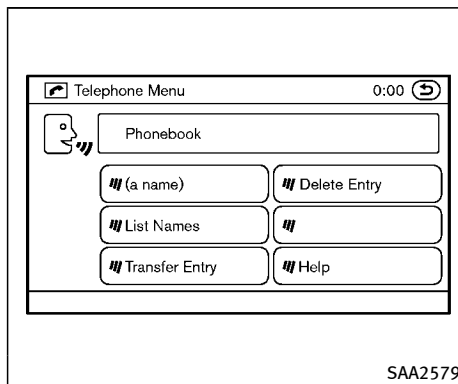 Telephone Menu 0:00
Phonebook
(a name) Delete Entry
List Names
Transfer Entry Help
SAA2579